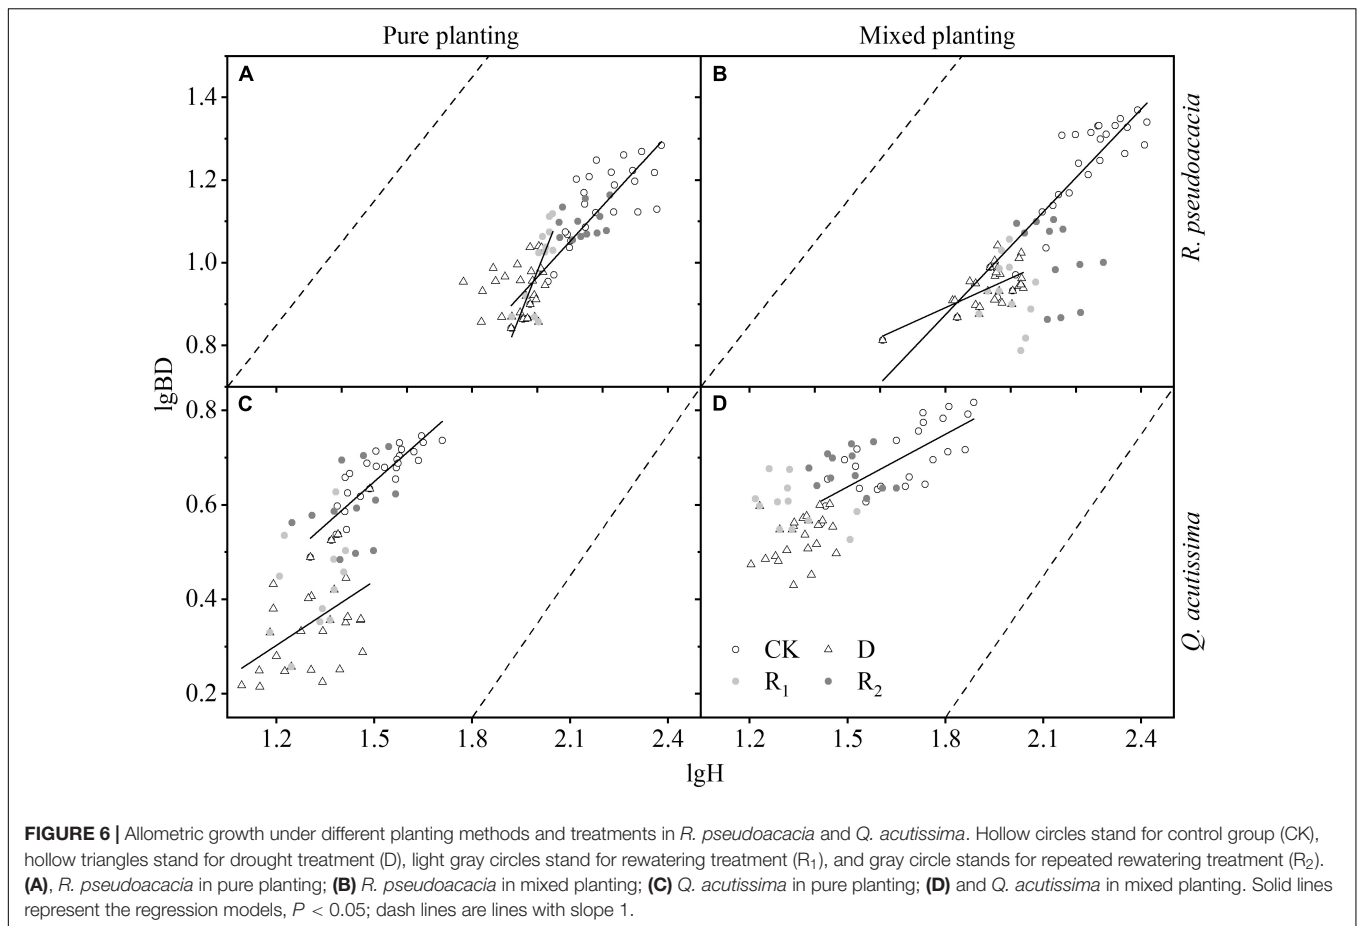 Pure planting
Mixed planting
A
B
1.4
1.2
1.0
0.8
R. pseudoacacia
lgBD
C
D
0.8
0.6
0.4
0.2
Q. acutissima
CK
D
R1
R2
1.2
1.5
1.8
2.1
2.4
1.2
1.5
1.8
2.1
2.4
lgH
FIGURE 6 | Allometric growth under different planting methods and treatments in R. pseudoacacia and Q. acutissima. Hollow circles stand for control group (CK),
hollow triangles stand for drought treatment (D), light gray circles stand for rewatering treatment (R1), and gray circle stands for repeated rewatering treatment (R2).
(A), R. pseudoacacia in pure planting; (B) R. pseudoacacia in mixed planting; (C) Q. acutissima in pure planting; (D) and Q. acutissima in mixed planting. Solid lines
represent the regression models, P < 0.05; dash lines are lines with slope 1.